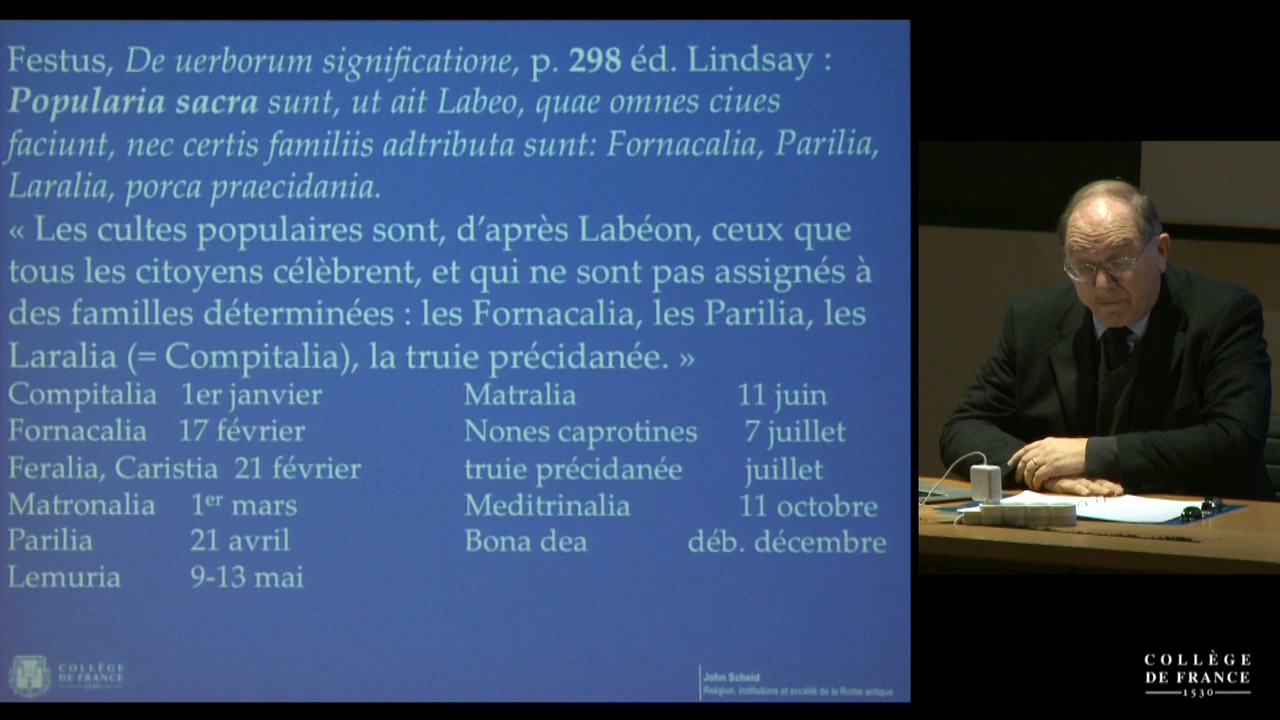 Festus, De uerborum significatione, p. 298 éd. Lindsay :
Popularia sacra sunt, ut ait Labeo, quae omnes ciues
faciunt, nec certis familiis adtributa sunt: Fornacalia, Parilia,
Laralia, porca praecidania.
« Les cultes populaires sont, d'après Labéon, ceux que
tous les citoyens célèbrent, et qui ne sont pas assignés à
des familles déterminées : les Fornacalia, les Parilia, les
Laralia (= Compitalia), la truie précidanée. »
Compitalia 1er janvier
Fornacalia 17 février
Feralia, Caristia 21 février
Matronalia 1er mars
Parilia 21 avril
Lemuria 9-13 mai
Matralia 11 juin
Nones caprotines 7 juillet
truie précidanée juillet
Meditrinalia 11 octobre
Bona dea déb. décembre
COLLÈGE
DE FRANCE
1530
John Scheid
Religion, institutions et société de la Rome antique
COLLÈGE
DE FRANCE
1530